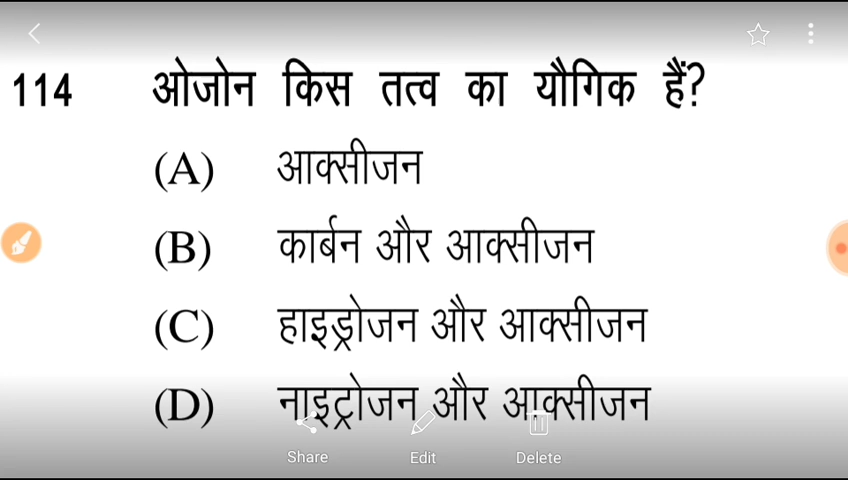 114 ओजोन किस तत्व का यौगिक हैं?
(A) आक्सीजन
(B) कार्बन और आक्सीजन
(C) हाइड्रोजन और आक्सीजन
(D) नाइट्रोजन और आक्सीजन
Share Edit Delete